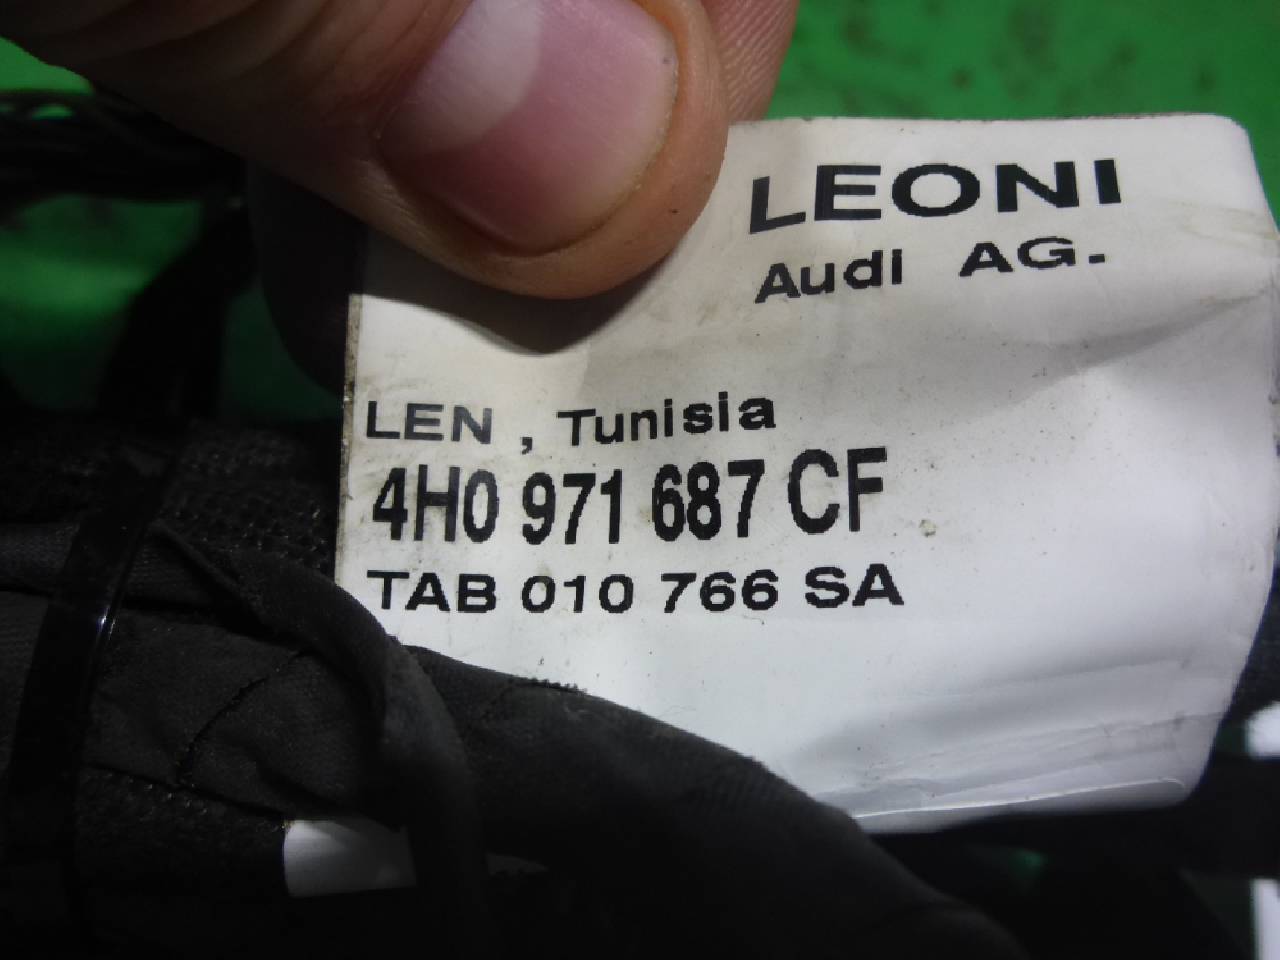 LEONI
Audi AG.
LEN , Tunisia
4H0 971 687 CF
TAB 010 766 SA